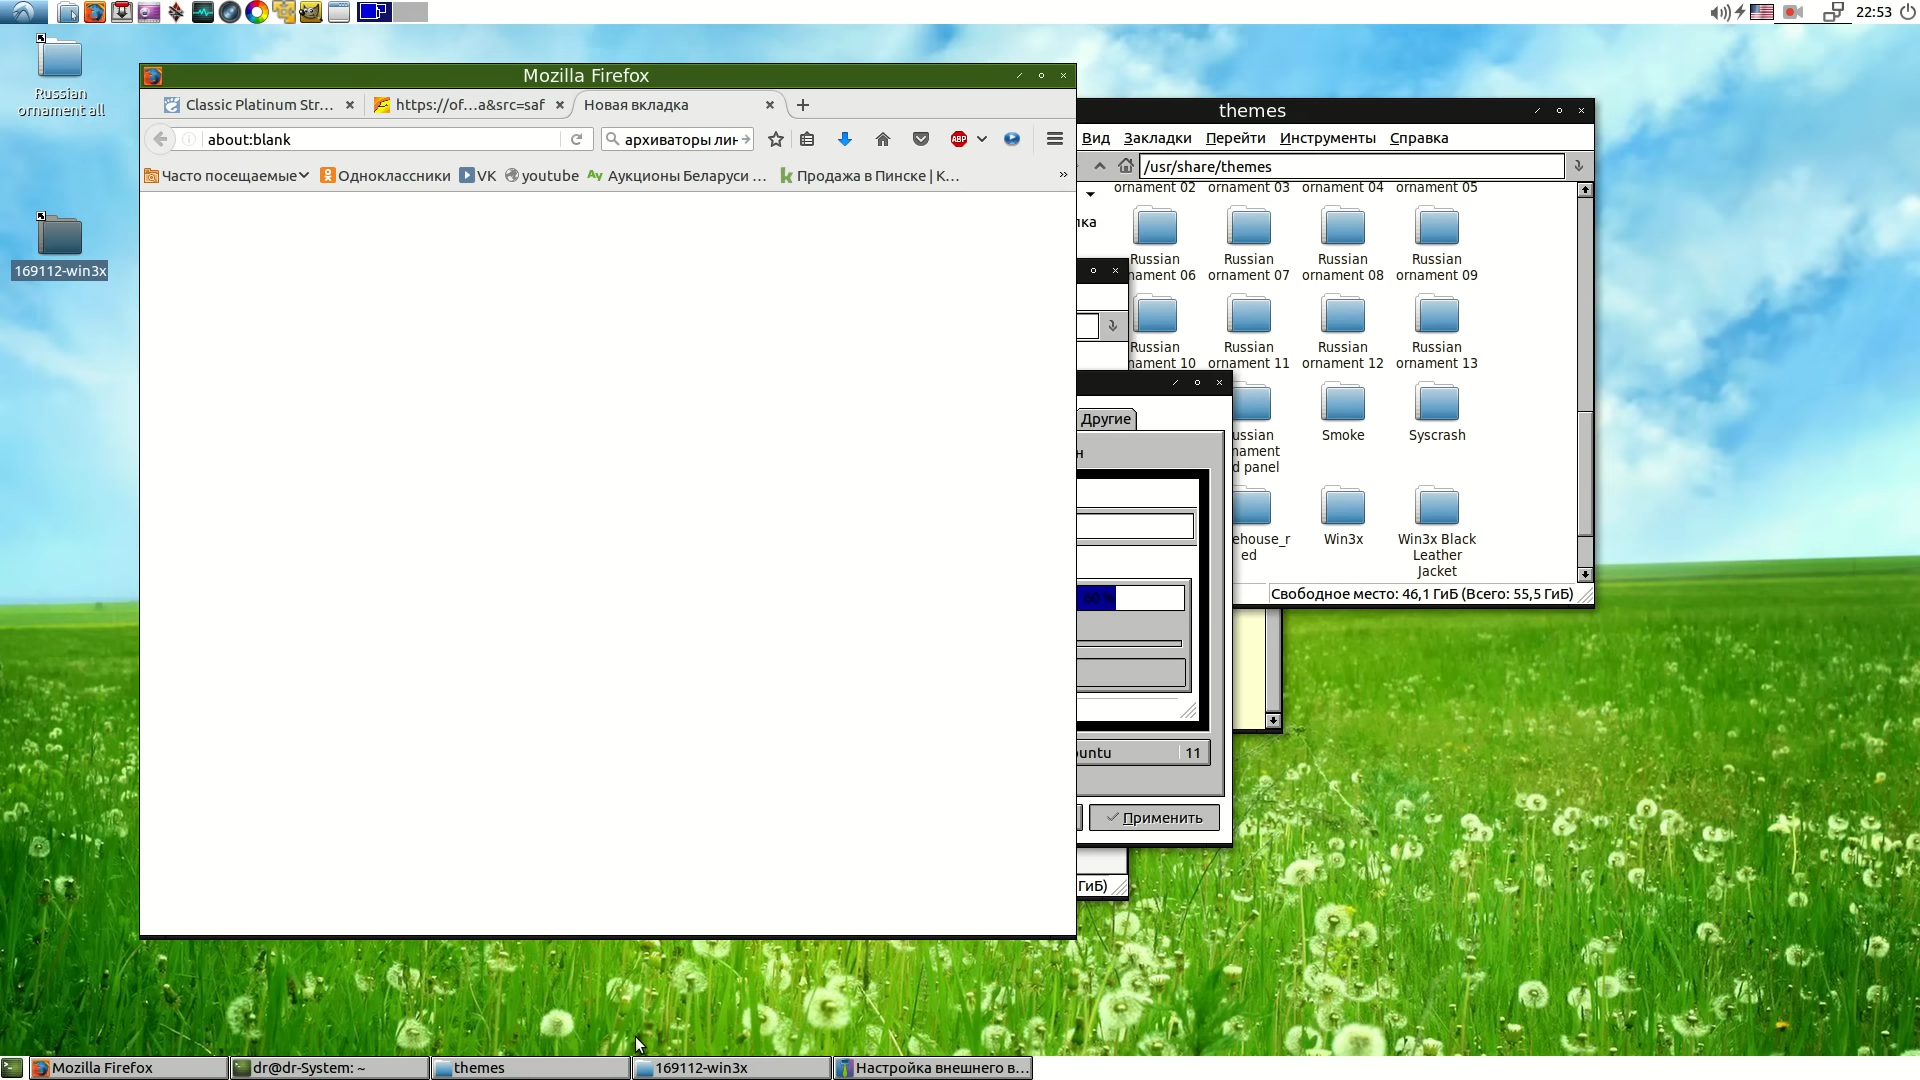 22:53
Russian
ornament all
169112-win3x
Mozilla Firefox
Classic Platinum Str...
https://of...a&src=saf
Новая вкладка
about:blank
архиваторы лин
ABP
Часто посещаемые
Одноклассники
VK
youtube
Ay Аукционы Беларуси ...
Продажа в Пинске | К...
»
themes
Вид Закладки Перейти Инструменты Справка
/usr/share/themes
ornament 02 ornament 03 ornament 04 ornament 05
лка
Russian Russian Russian Russian
nament 06 ornament 07 ornament 08 ornament 09
Russian Russian Russian Russian
nament 10 ornament 11 ornament 12 ornament 13
ussian Smoke Syscrash
nament
d panel
ehouse_r Win3x Win3x Black
ed Leather
Jacket
Свободное место: 46,1 ГиБ (Всего: 55,5 ГиБ)
Другие
н
60 %
buntu 11
Применить
ГиБ)
Mozilla Firefox
dr@dr-System: ~
themes
169112-win3x
Настройка внешнего в...